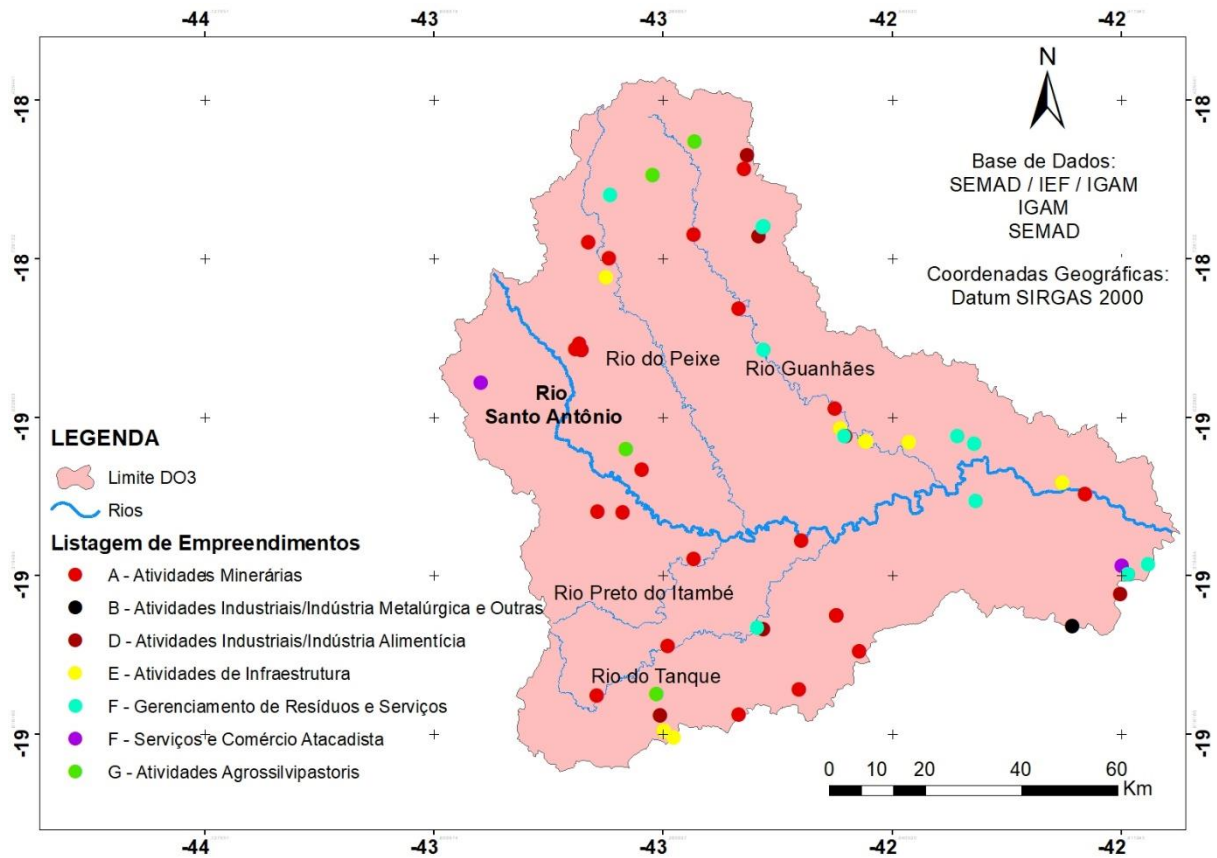 -44
-43
-43
-42
-42
N
-18
-18
Base de Dados:
SEMAD / IEF / IGAM
IGAM
SEMAD
-18
-18
Coordenadas Geográficas:
Datum SIRGAS 2000
Rio do Peixe
Rio Guanhães
Rio
Santo Antônio
-19
-19
LEGENDA
Limite DO3
Rios
Listagem de Empreendimentos
A - Atividades Minerárias
B - Atividades Industriais/Indústria Metalúrgica e Outras
D - Atividades Industriais/Indústria Alimentícia
E - Atividades de Infraestrutura
F - Gerenciamento de Resíduos e Serviços
F - Serviços e Comércio Atacadista
G - Atividades Agrossilvipastoris
-19
-19
Rio Preto do Itambé
Rio do Tanque
-19
-19
0 10 20 40 60
Km
-44
-43
-43
-42
-42